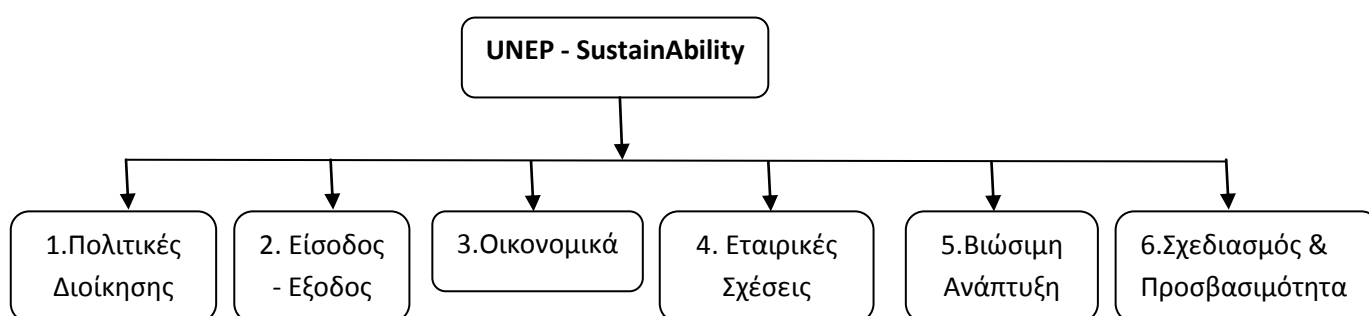 UNEP - SustainAbility
1.Πολιτικές
Διοίκησης
2. Είσοδος
- Εξοδος
3.Οικονομικά
4. Εταιρικές
Σχέσεις
5.Βιώσιμη
Ανάπτυξη
6.Σχεδιασμός &
Προσβασιμότητα